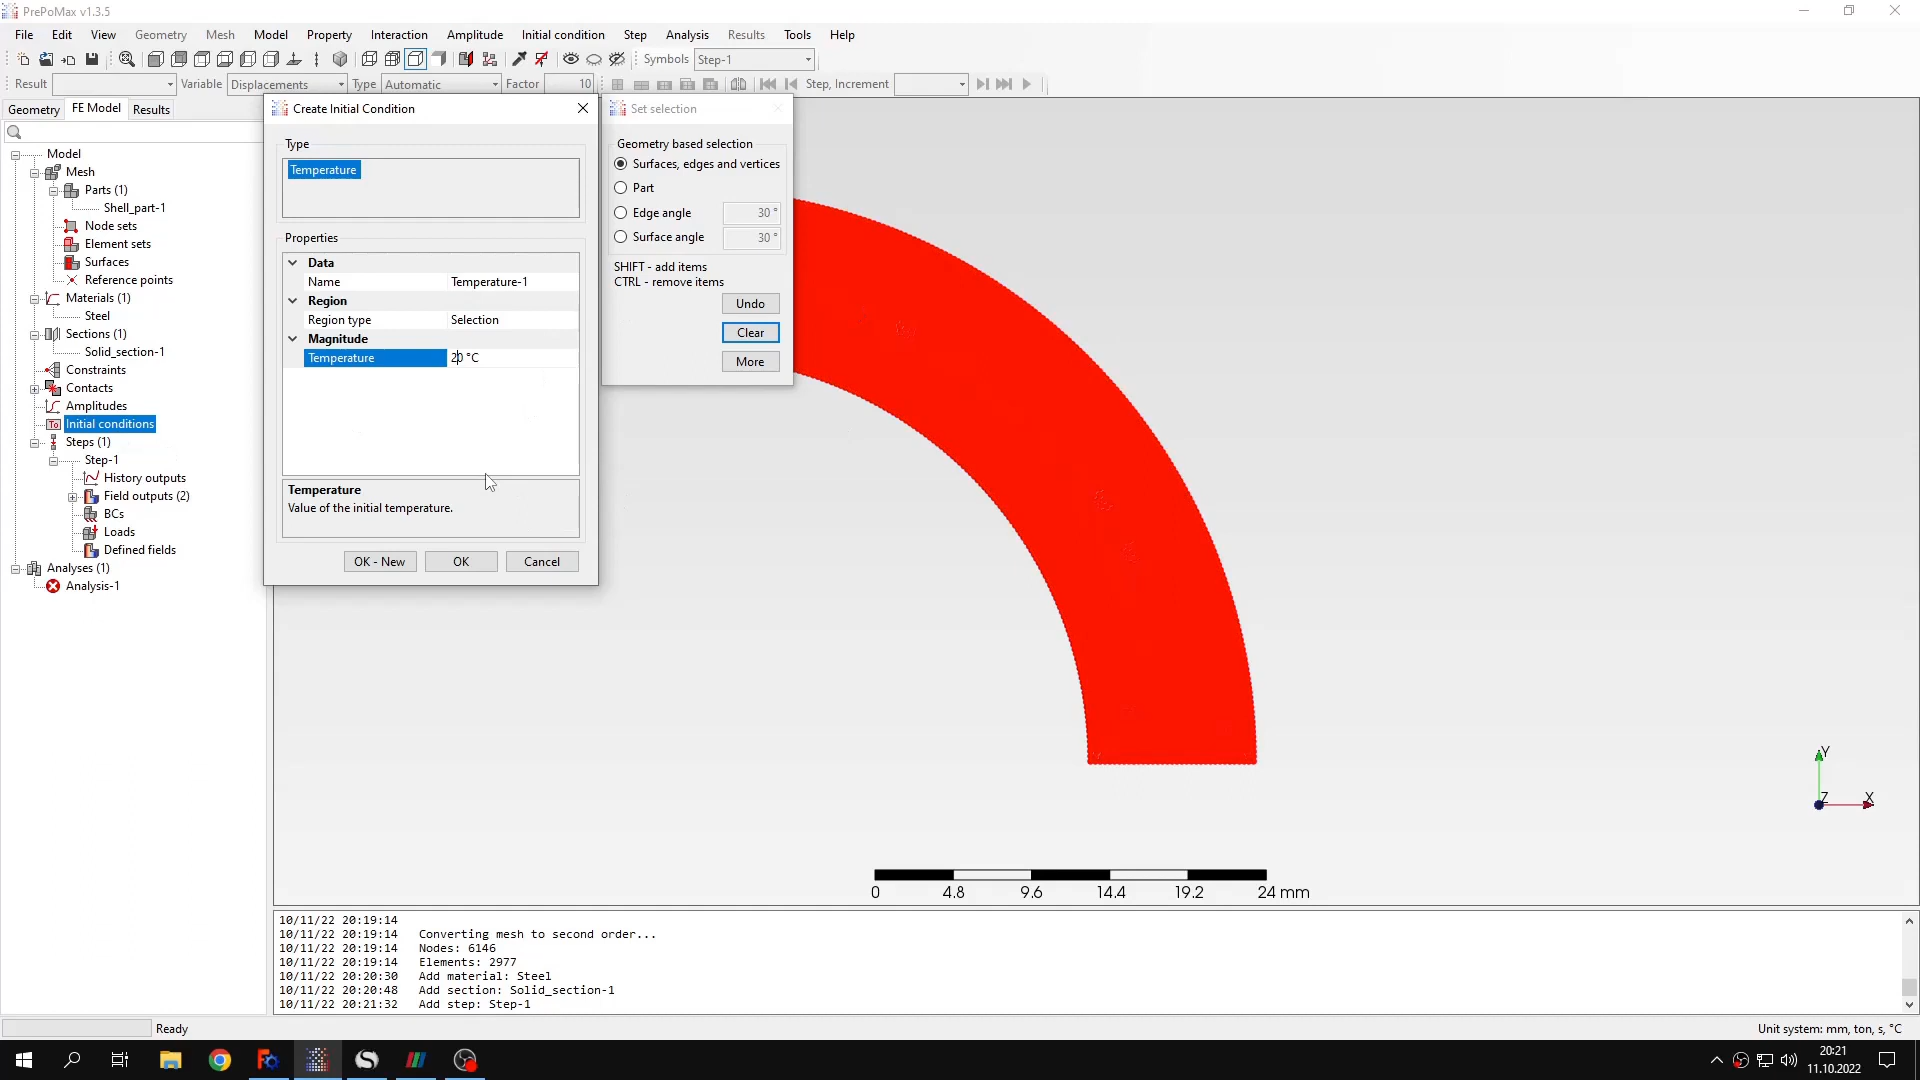 PrePoMax v1.3.5
File Edit View Geometry Mesh Model Property Interaction Amplitude Initial condition Step Analysis Results Tools Help
Symbols Step-1
Result Variable Displacements Type Automatic Factor 10 Step, Increment
Geometry FE Model Results
Model
Mesh
Parts (1)
Shell_part-1
Node sets
Element sets
Surfaces
Reference points
Materials (1)
Steel
Sections (1)
Solid_section-1
Constraints
Contacts
Amplitudes
Initial conditions
Steps (1)
Step-1
History outputs
Field outputs (2)
BCs
Loads
Defined fields
Analyses (1)
Analysis-1
Create Initial Condition
Type
Temperature
Properties
Data
Name Temperature-1
Region
Region type Selection
Magnitude
Temperature 20 °C
Temperature
Value of the initial temperature.
OK - New OK Cancel
Set selection
Geometry based selection
Surfaces, edges and vertices
Part
Edge angle 30 °
Surface angle 30 °
SHIFT - add items
CTRL - remove items
Undo
Clear
More
Y
Z X
0 4.8 9.6 14.4 19.2 24 mm
10/11/22 20:19:14
10/11/22 20:19:14 Converting mesh to second order...
10/11/22 20:19:14 Nodes: 6146
10/11/22 20:19:14 Elements: 2977
10/11/22 20:20:30 Add material: Steel
10/11/22 20:20:48 Add section: Solid_section-1
10/11/22 20:21:32 Add step: Step-1
Ready Unit system: mm, ton, s, °C
20:21
11.10.2022